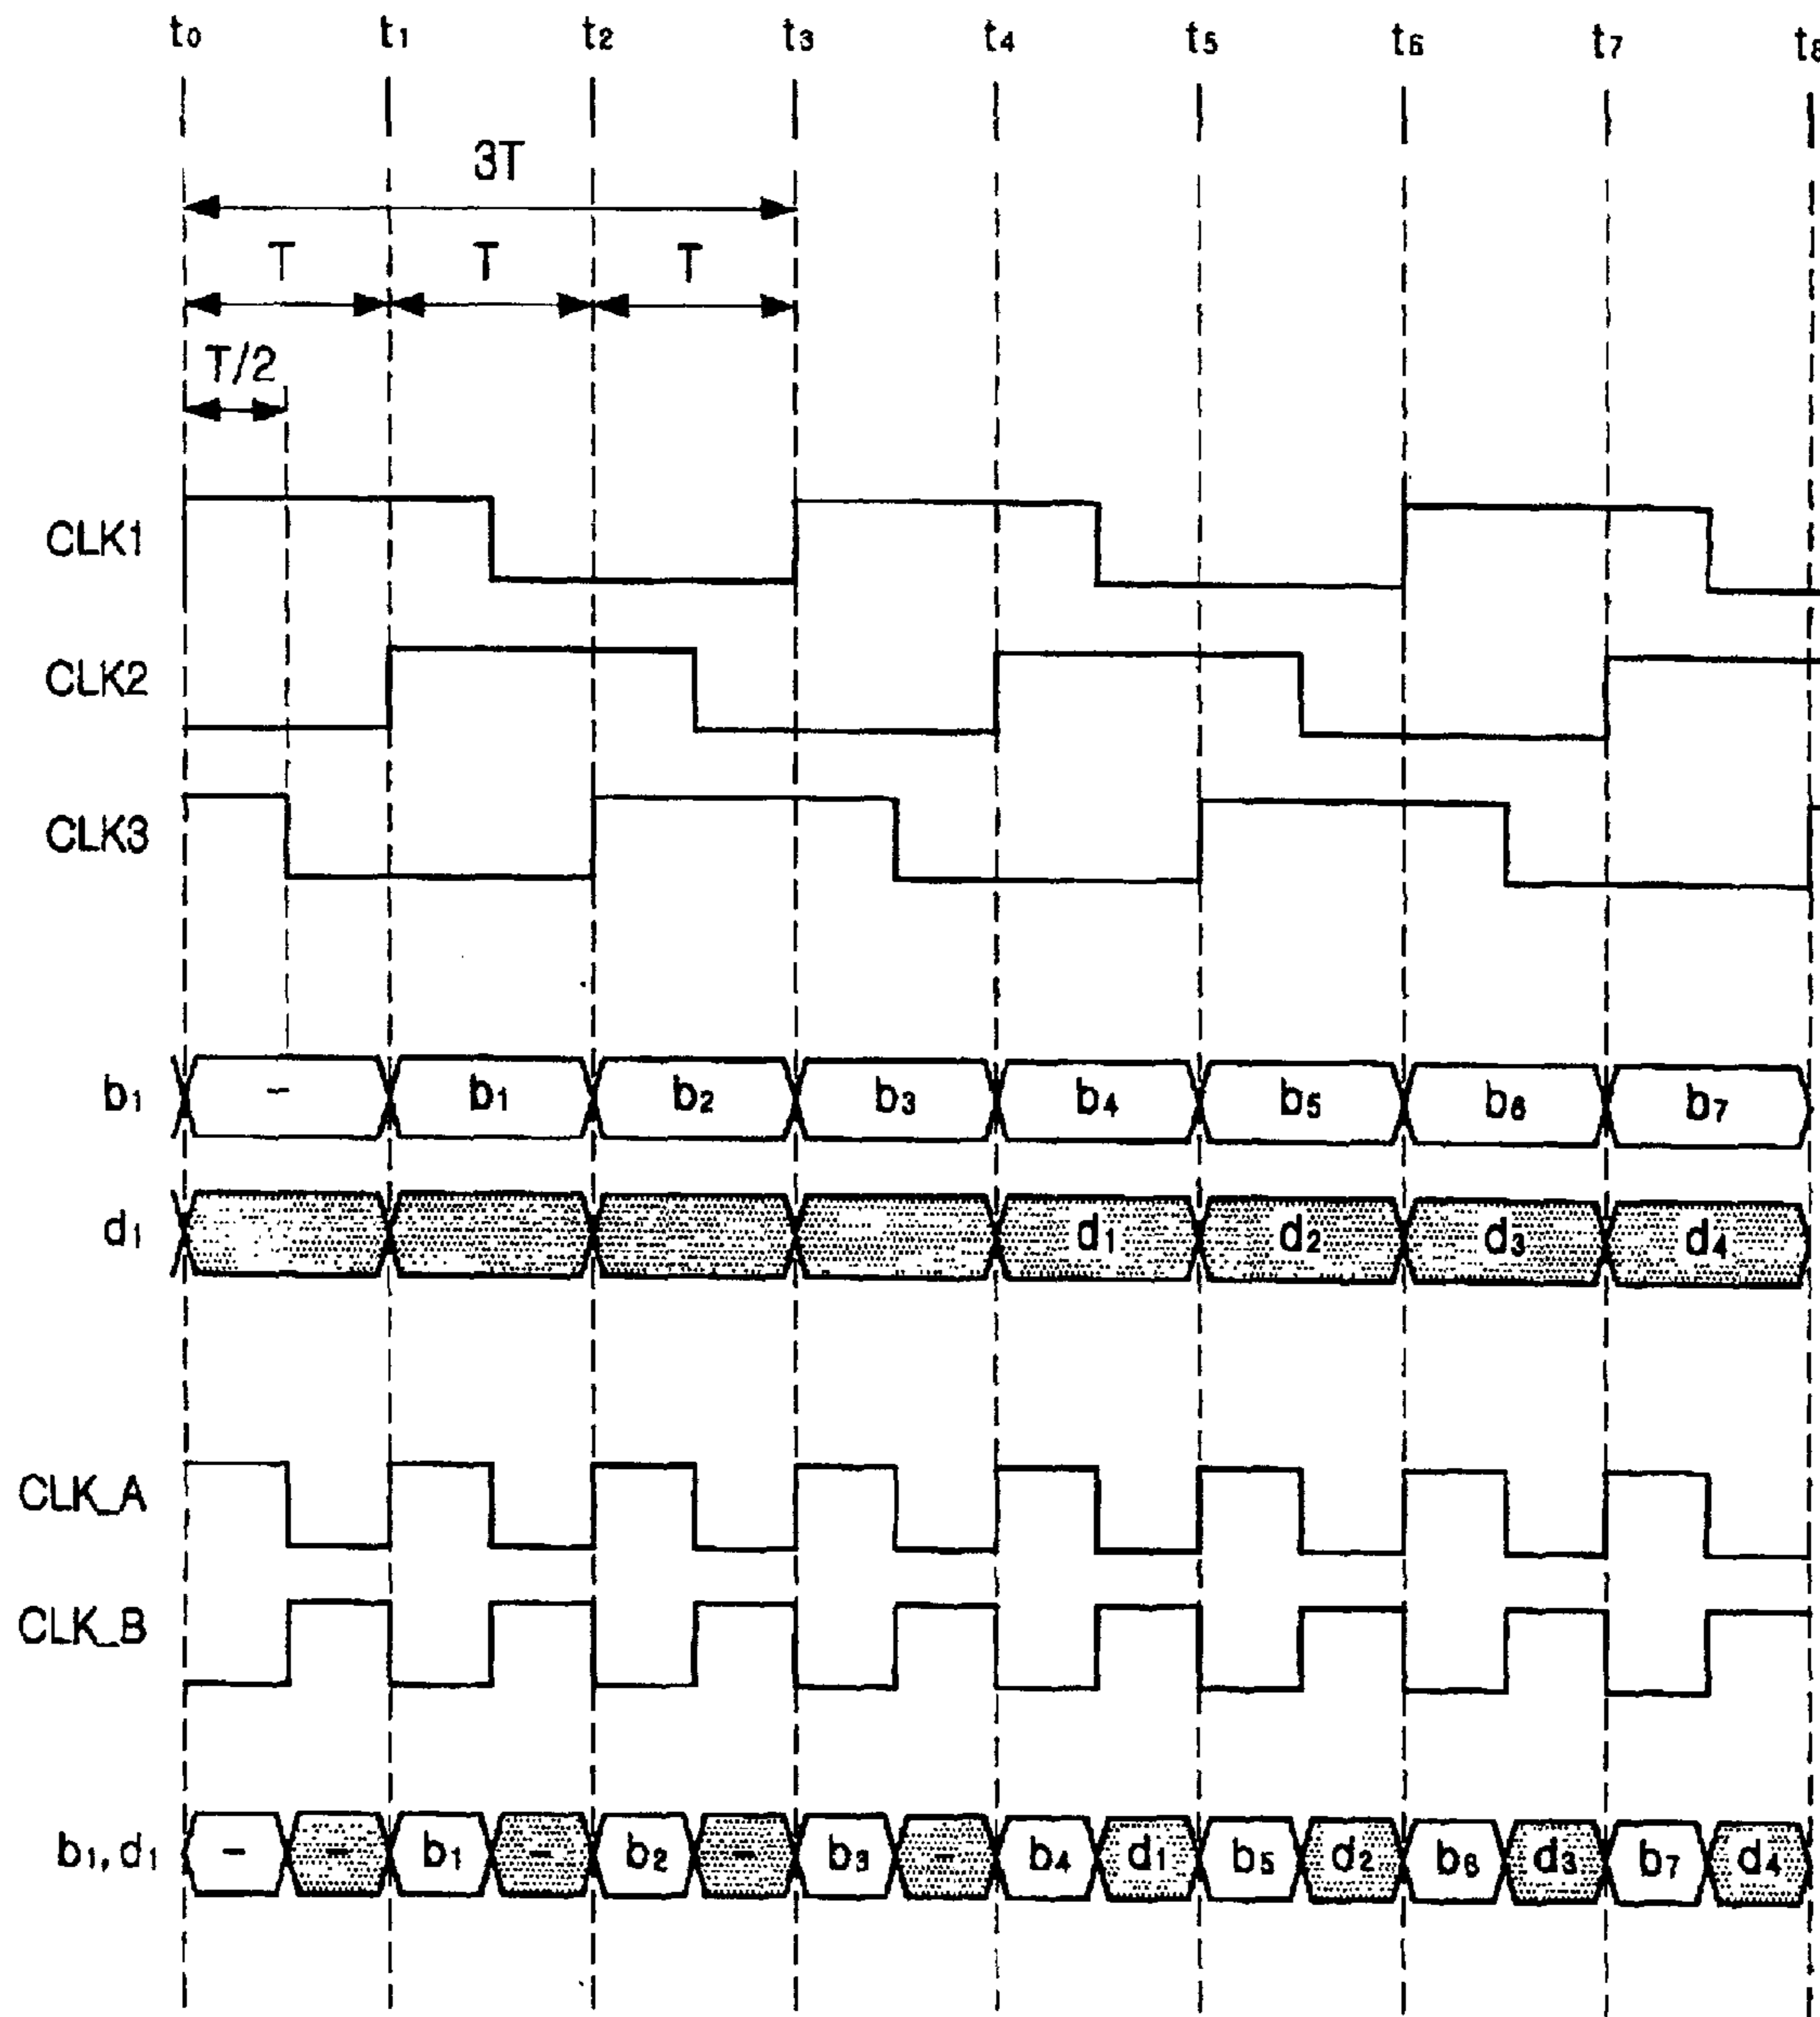 t₀ t₁ t₂ t₃ t₄ t₅ t₆ t₇ t₈
3T
T T T
T/2
CLK1
CLK2
CLK3
b₁ - b₁ b₂ b₃ b₄ b₅ b₆ b₇
d₁ d₁ d₂ d₃ d₄
CLK_A
CLK_B
b₁, d₁ - - b₁ - b₂ - b₃ - b₄ d₁ b₅ d₂ b₆ d₃ b₇ d₄